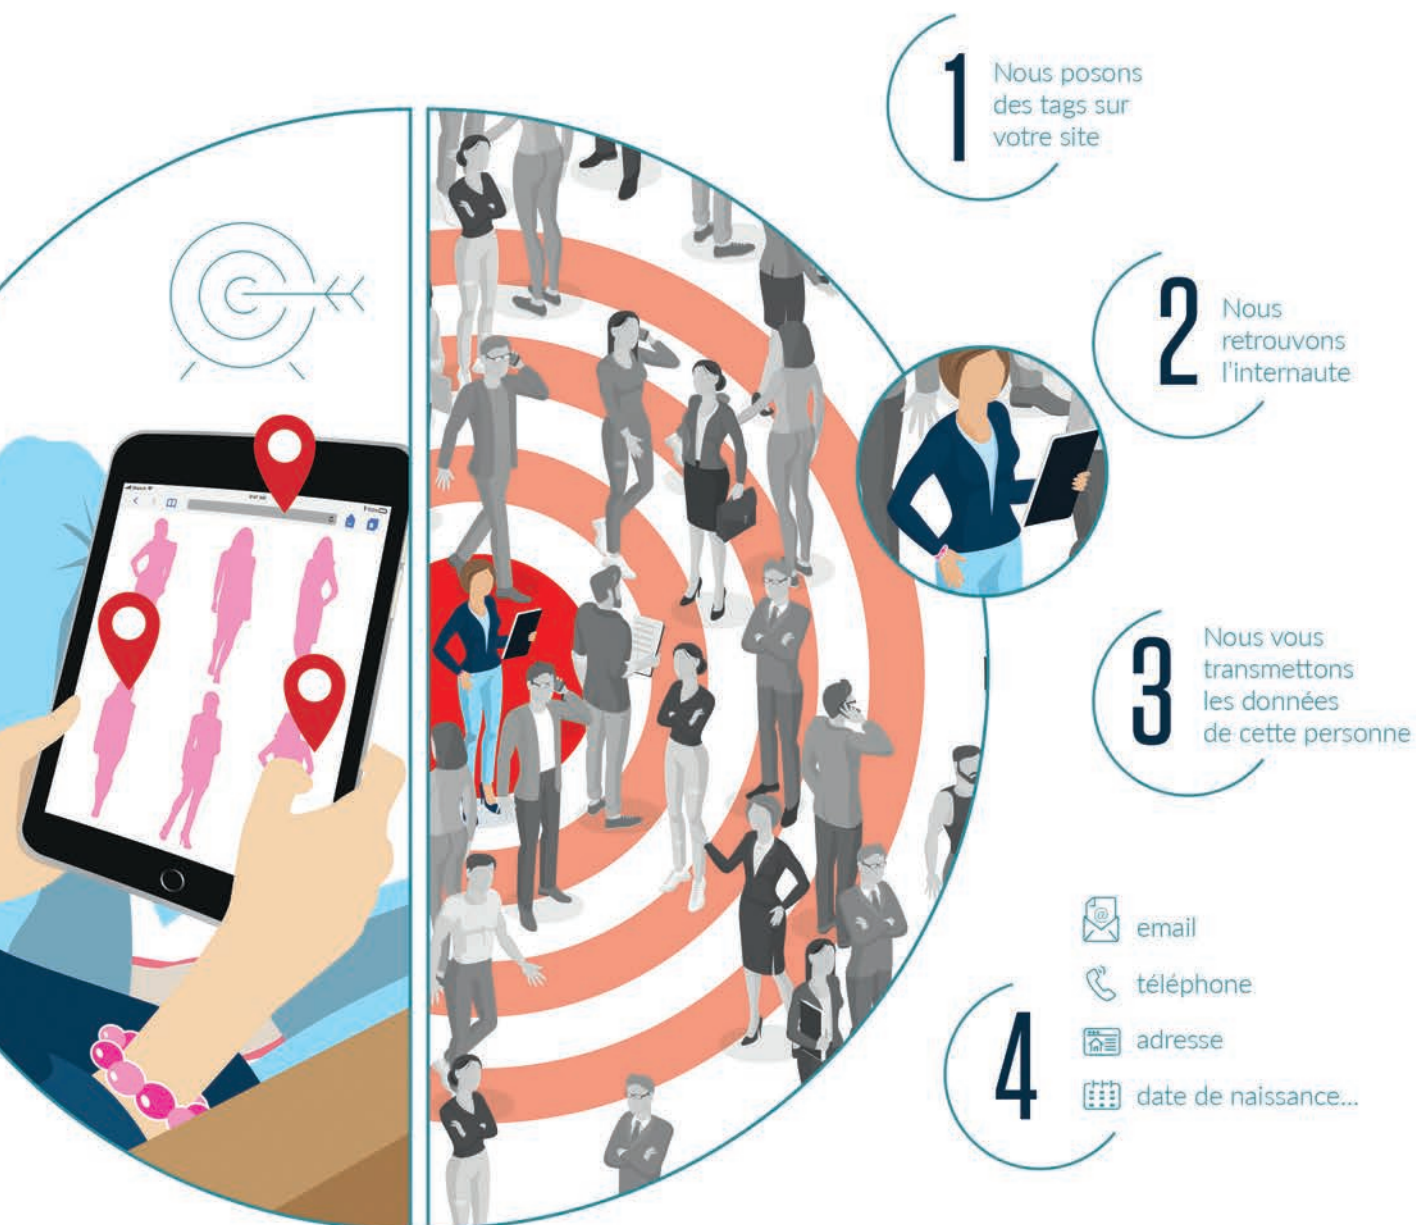 1
Nous posons
des tags sur
votre site
2
Nous
retrouvons
l'internaute
3
Nous vous
transmettons
les données
de cette personne
4
email
téléphone
adresse
date de naissance...